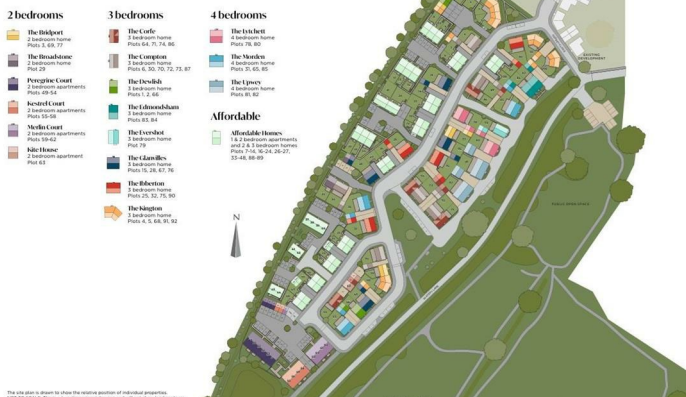 2 bedrooms
The Bridport
2 bedroom home
Plots 3, 69, 77
The Broadstone
2 bedroom home
Plot 29
Peregrine Court
2 bedroom apartments
Plots 49-54
Kestrel Court
2 bedroom apartments
Plots 55-58
Merlin Court
2 bedroom apartments
Plots 59-62
Kite House
2 bedroom apartment
Plot 63
3 bedrooms
The Corfe
3 bedroom home
Plots 64, 71, 74, 86
The Compton
3 bedroom home
Plots 6, 30, 70, 72, 73, 87
The Dewlish
3 bedroom home
Plots 1, 2, 66
The Edmondsham
3 bedroom home
Plots 83, 84
The Evershot
3 bedroom home
Plot 79
The Glanvilles
3 bedroom home
Plots 15, 28, 67, 76
The Ibberton
3 bedroom home
Plots 25, 32, 75, 90
The Kington
3 bedroom home
Plots 4, 5, 68, 91, 92
4 bedrooms
The Lytchett
4 bedroom home
Plots 78, 80
The Morden
4 bedroom home
Plots 31, 65, 85
The Upwey
4 bedroom home
Plots 81, 82
Affordable
Affordable Homes
1 & 2 bedroom apartments
and 2 & 3 bedroom homes
Plots 7-14, 16-24, 26-27,
33-48, 88-89
N
EXISTING
DEVELOPMENT
PUBLIC OPEN SPACE
The site plan is drawn to show the relative position of individual properties.